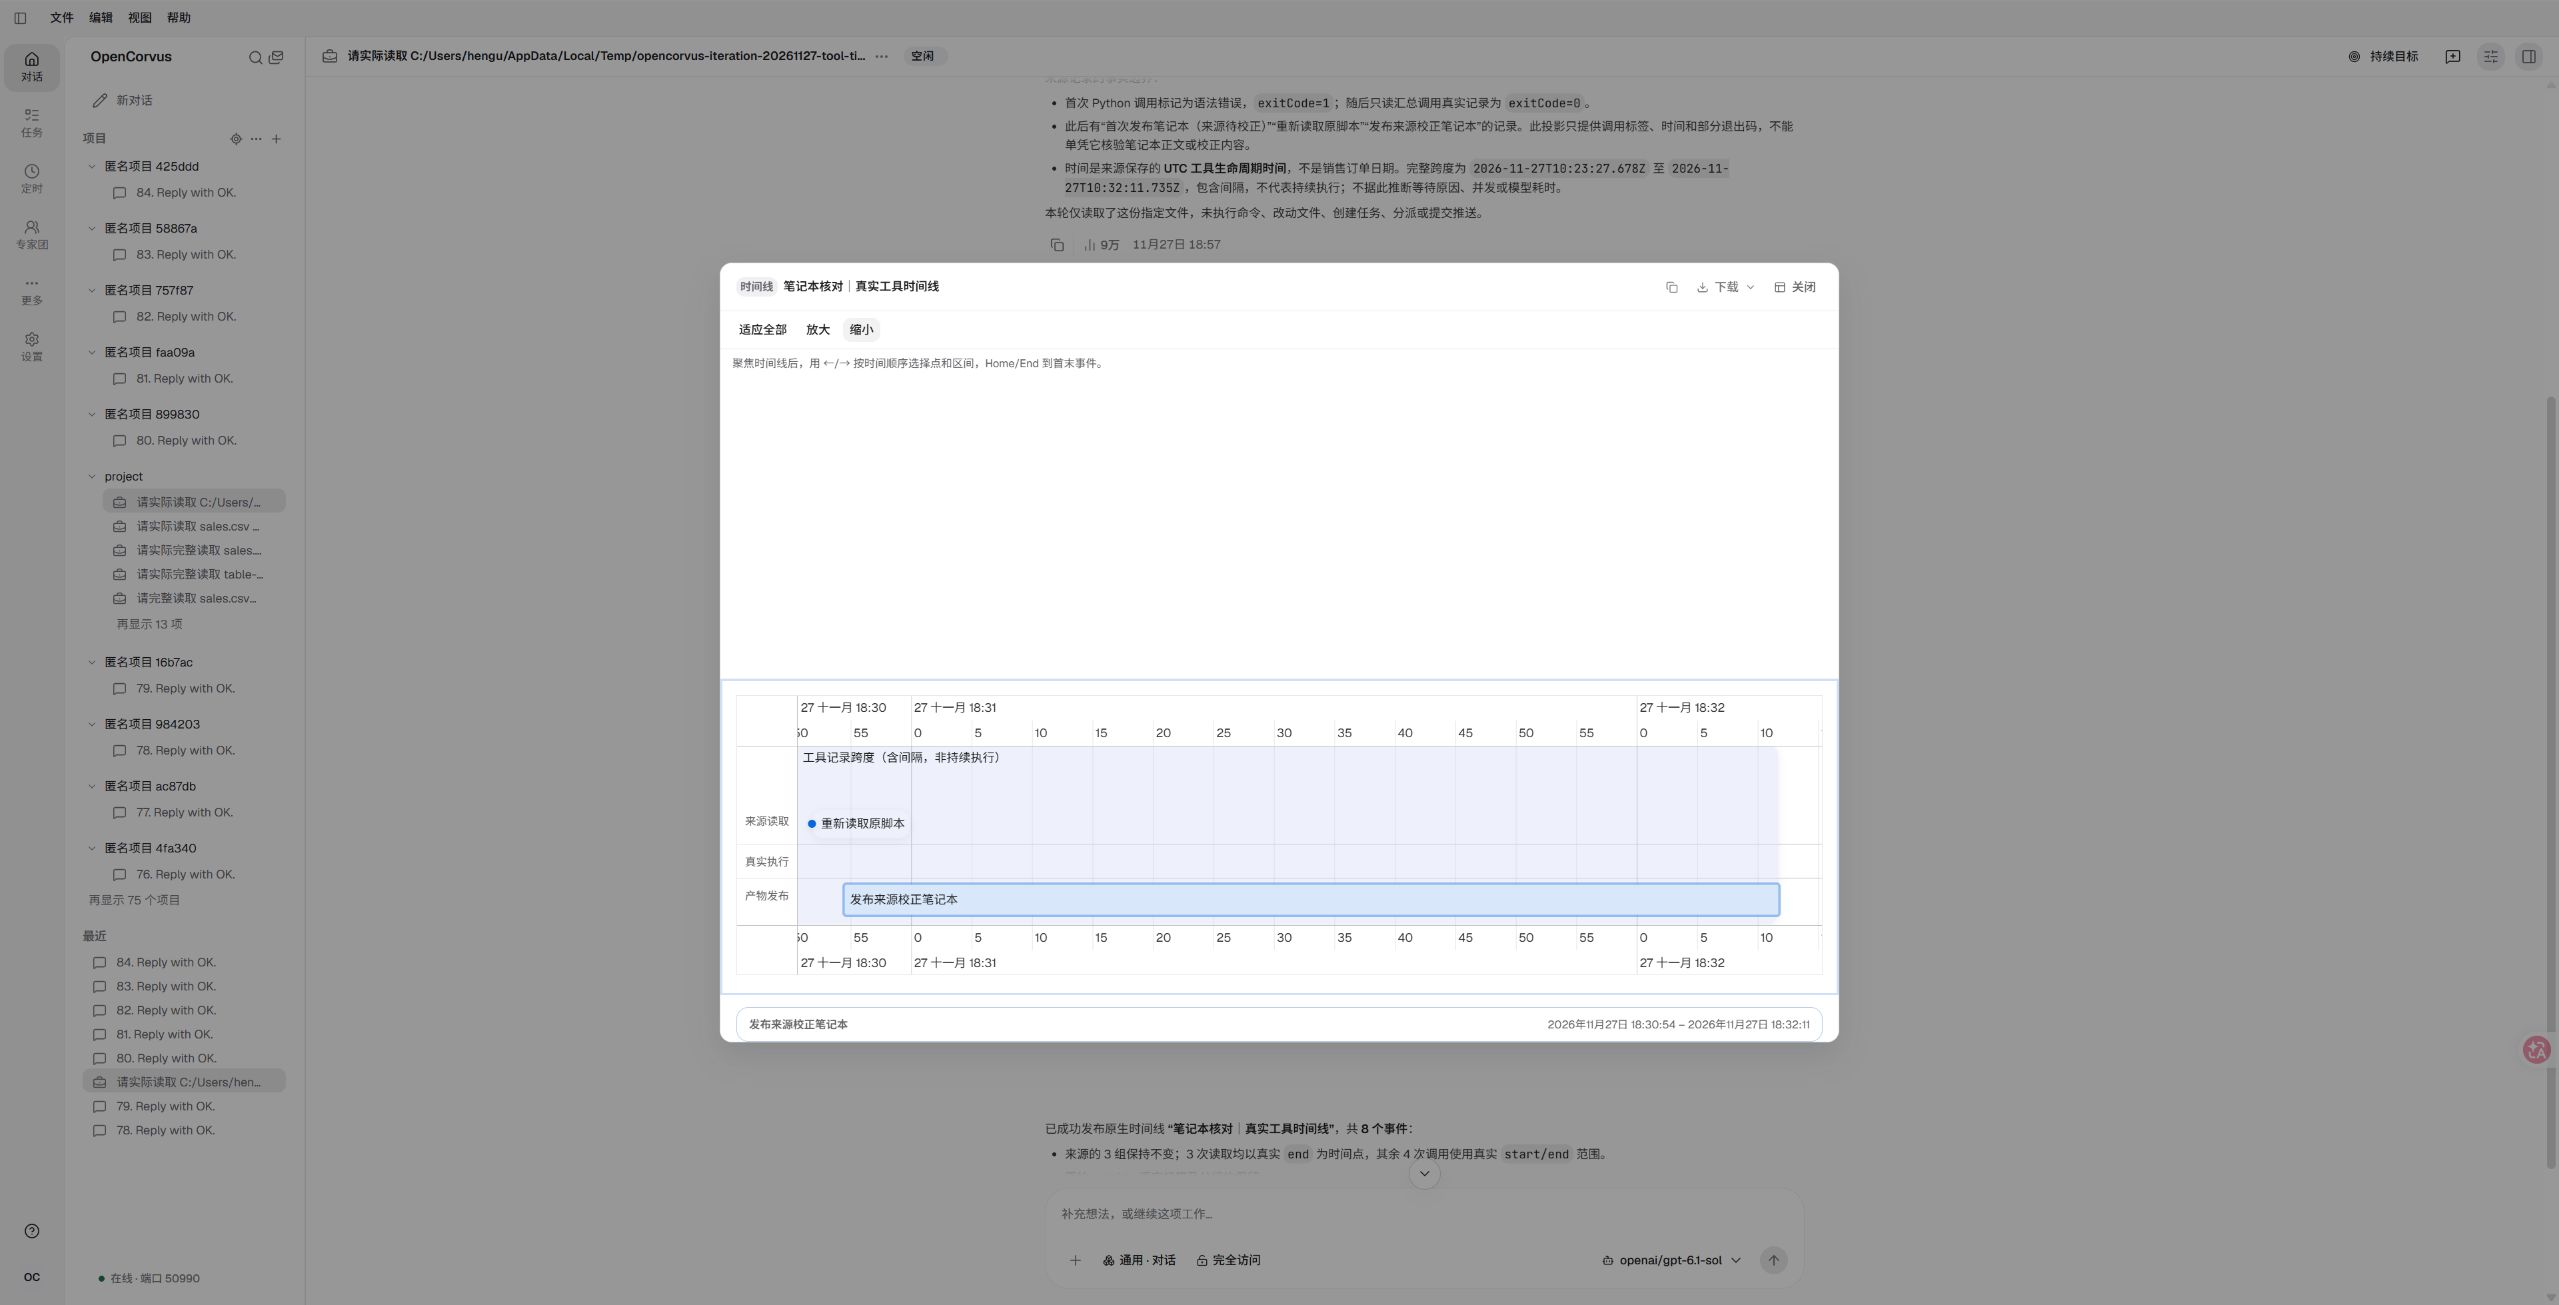 文件 编辑 视图 帮助
对话
任务
定时
专家团
更多
设置
OC
OpenCorvus
新对话
项目
匿名项目 425ddd
84. Reply with OK.
匿名项目 58867a
83. Reply with OK.
匿名项目 757f87
82. Reply with OK.
匿名项目 faa09a
81. Reply with OK.
匿名项目 899830
80. Reply with OK.
project
请实际读取 C:/Users/...
请实际读取 sales.csv ...
请实际完整读取 sales....
请实际完整读取 table-...
请完整读取 sales.csv...
再显示 13 项
匿名项目 16b7ac
79. Reply with OK.
匿名项目 984203
78. Reply with OK.
匿名项目 ac87db
77. Reply with OK.
匿名项目 4fa340
76. Reply with OK.
再显示 75 个项目
最近
84. Reply with OK.
83. Reply with OK.
82. Reply with OK.
81. Reply with OK.
80. Reply with OK.
请实际读取 C:/Users/hen...
79. Reply with OK.
78. Reply with OK.
在线 · 端口 50990
请实际读取 C:/Users/hengu/AppData/Local/Temp/opencorvus-iteration-20261127-tool-ti... 空闲
持续目标
首次 Python 调用标记为语法错误，exitCode=1；随后只读汇总调用真实记录为 exitCode=0。
此后有“首次发布笔记本（来源待校正）”“重新读取原脚本”“发布来源校正笔记本”的记录。此投影只提供调用标签、时间和部分退出码，不能
单凭它核验笔记本正文或校正内容。
时间是来源保存的 UTC 工具生命周期时间，不是销售订单日期。完整跨度为 2026-11-27T10:23:27.678Z 至 2026-11-
27T10:32:11.735Z，包含间隔，不代表持续执行；不据此推断等待原因、并发或模型耗时。
本轮仅读取了这份指定文件，未执行命令、改动文件、创建任务、分派或提交推送。
9万 11月27日 18:57
时间线 笔记本核对｜真实工具时间线
下载 关闭
适应全部 放大 缩小
聚焦时间线后，用 ←/→ 按时间顺序选择点和区间，Home/End 到首末事件。
27 十一月 18:30 27 十一月 18:31 27 十一月 18:32
55 0 5 10 15 20 25 30 35 40 45 50 55 0 5 10
工具记录跨度（含间隔，非持续执行）
来源读取 重新读取原脚本
真实执行
产物发布 发布来源校正笔记本
55 0 5 10 15 20 25 30 35 40 45 50 55 0 5 10
27 十一月 18:30 27 十一月 18:31 27 十一月 18:32
发布来源校正笔记本 2026年11月27日 18:30:54 – 2026年11月27日 18:32:11
已成功发布原生时间线 “笔记本核对｜真实工具时间线”，共 8 个事件：
来源的 3 组保持不变；3 次读取均以真实 end 为时间点，其余 4 次调用使用真实 start/end 范围。
补充想法，或继续这项工作...
通用 · 对话 完全访问 openai/gpt-6.1-sol